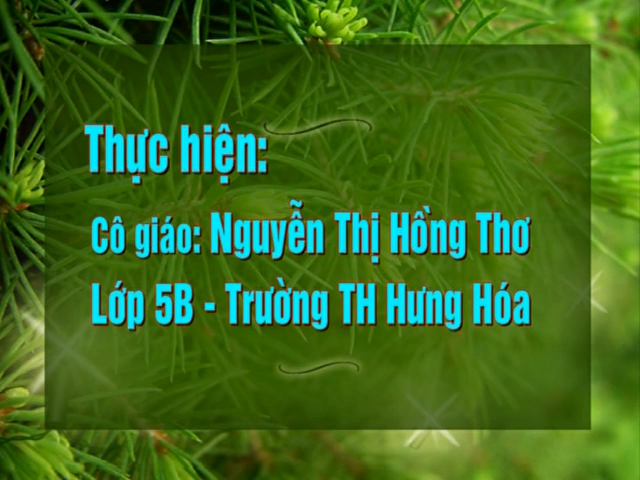 Thực hiện:
Cô giáo: Nguyễn Thị Hồng Thơ
Lớp 5B - Trường TH Hưng Hóa